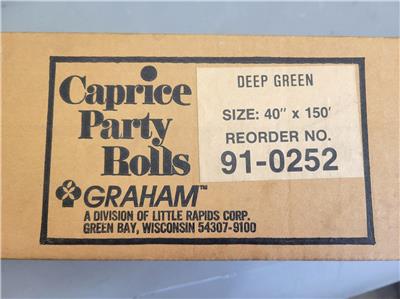 Caprice
Party
Rolls
GRAHAM™
A DIVISION OF LITTLE RAPIDS CORP.
GREEN BAY, WISCONSIN 54307-9100
DEEP GREEN
SIZE: 40" x 150'
REORDER NO.
91-0252